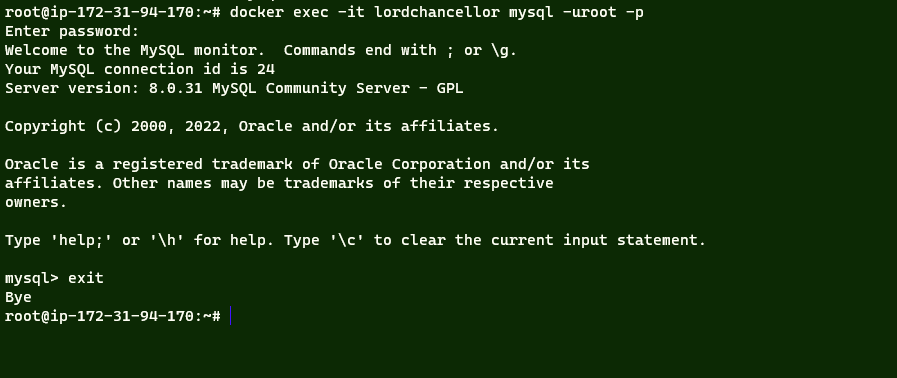 root@ip-172-31-94-170:~# docker exec -it lordchancellor mysql -uroot -p
Enter password:
Welcome to the MySQL monitor.  Commands end with ; or \g.
Your MySQL connection id is 24
Server version: 8.0.31 MySQL Community Server - GPL
Copyright (c) 2000, 2022, Oracle and/or its affiliates.
Oracle is a registered trademark of Oracle Corporation and/or its
affiliates. Other names may be trademarks of their respective
owners.
Type 'help;' or '\h' for help. Type '\c' to clear the current input statement.
mysql> exit
Bye
root@ip-172-31-94-170:~#